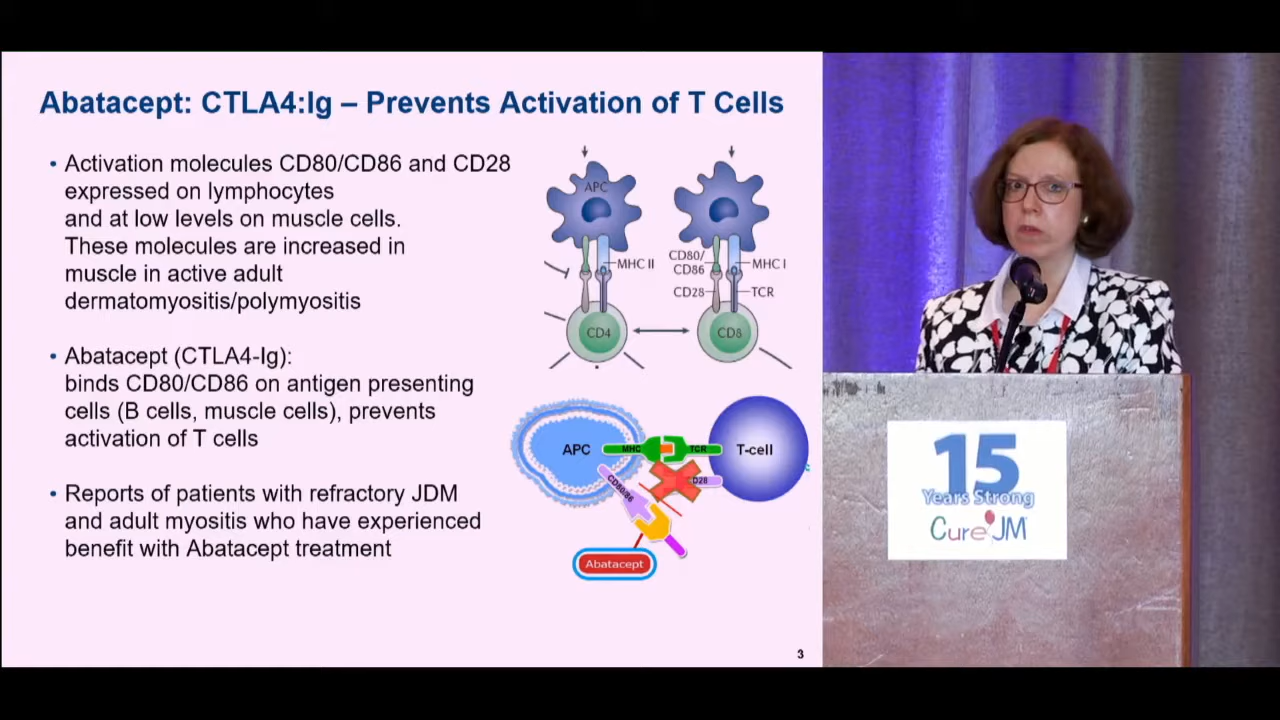 Abatacept: CTLA4:Ig – Prevents Activation of T Cells
• Activation molecules CD80/CD86 and CD28
expressed on lymphocytes
and at low levels on muscle cells.
These molecules are increased in
muscle in active adult
dermatomyositis/polymyositis
• Abatacept (CTLA4-Ig):
binds CD80/CD86 on antigen presenting
cells (B cells, muscle cells), prevents
activation of T cells
• Reports of patients with refractory JDM
and adult myositis who have experienced
benefit with Abatacept treatment
APC
MHC II
CD80/
CD86
MHC I
CD28
TCR
CD4
CD8
APC
MHC
TCR
T-cell
CD80/86
D28
Abatacept
3
15
Years Strong
Cure JM